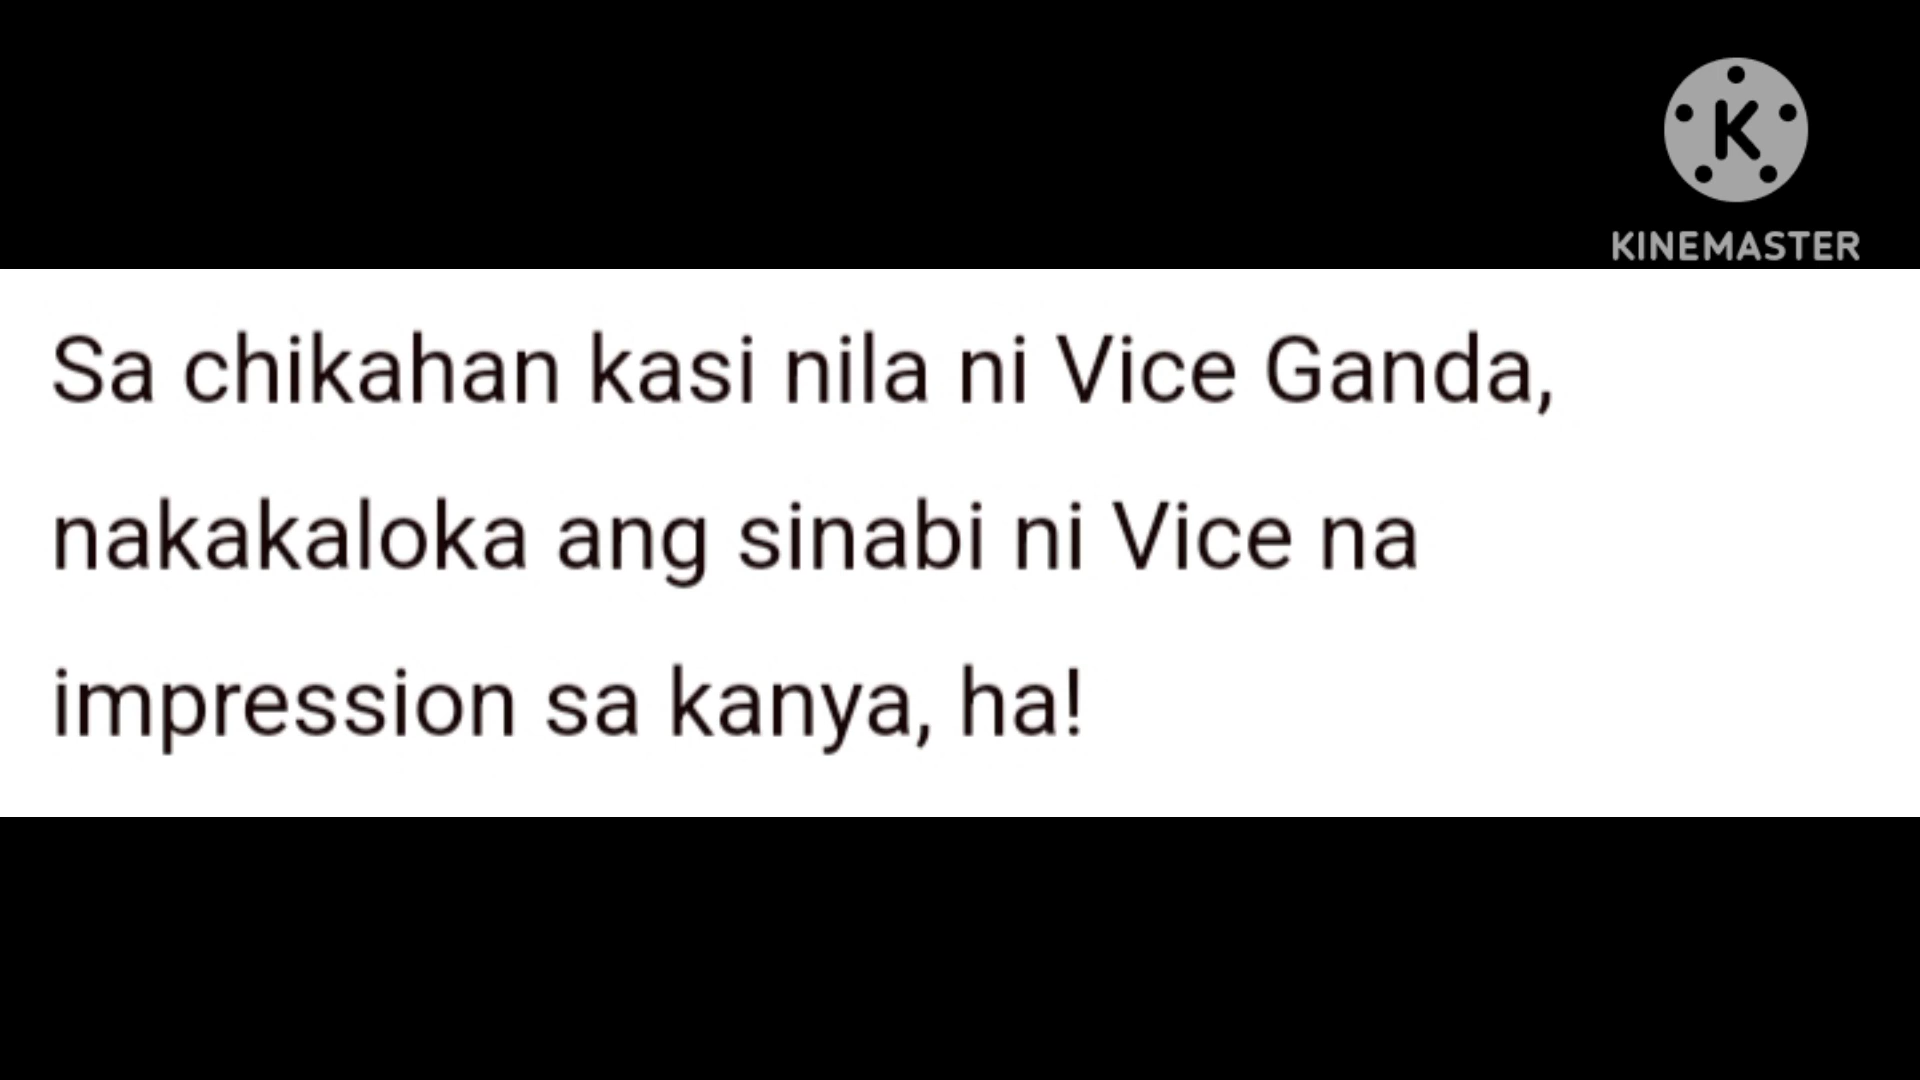 K
KINEMASTER
Sa chikahan kasi nila ni Vice Ganda,
nakakaloka ang sinabi ni Vice na
impression sa kanya, ha!